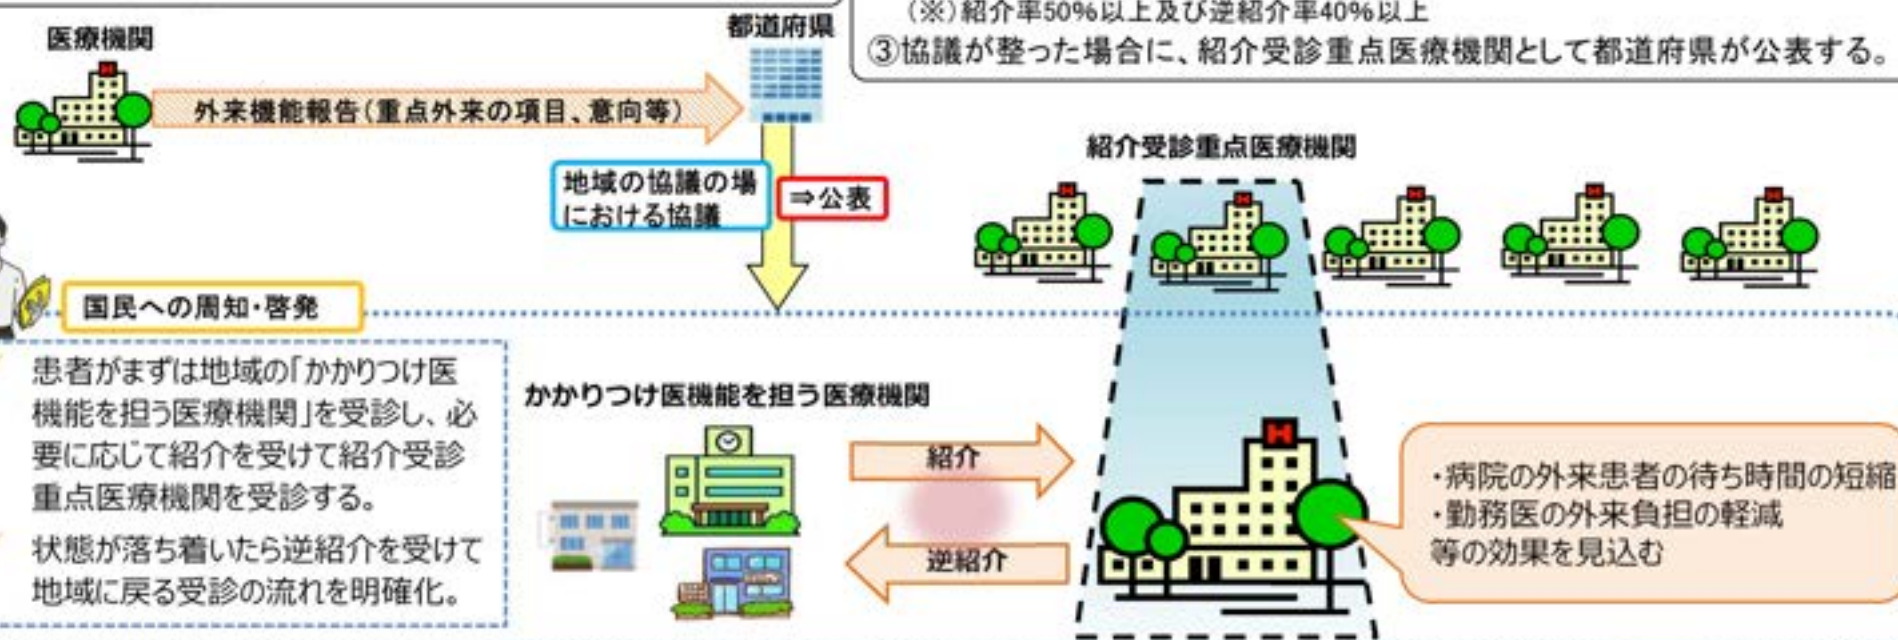 (※)紹介率50%以上及び逆紹介率40%以上
③協議が整った場合に、紹介受診重点医療機関として都道府県が公表する。
医療機関
都道府県
外来機能報告(重点外来の項目、意向等)
地域の協議の場
における協議
⇒公表
紹介受診重点医療機関
国民への周知・啓発
患者がまずは地域の「かかりつけ医
機能を担う医療機関」を受診し、必
要に応じて紹介を受けて紹介受診
重点医療機関を受診する。
状態が落ち着いたら逆紹介を受けて
地域に戻る受診の流れを明確化。
かかりつけ医機能を担う医療機関
紹介
逆紹介
・病院の外来患者の待ち時間の短縮
・勤務医の外来負担の軽減
等の効果を見込む